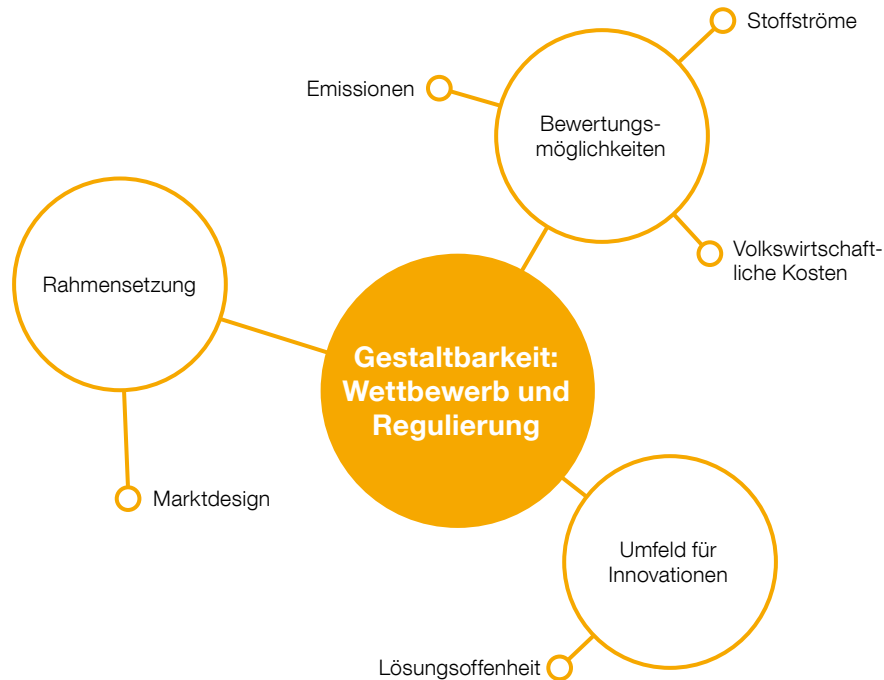 Stoffströme
Emissionen
Bewertungs-
möglichkeiten
Volkswirtschaft-
liche Kosten
Rahmensetzung
Gestaltbarkeit:
Wettbewerb und
Regulierung
Marktdesign
Umfeld für
Innovationen
Lösungsoffenheit